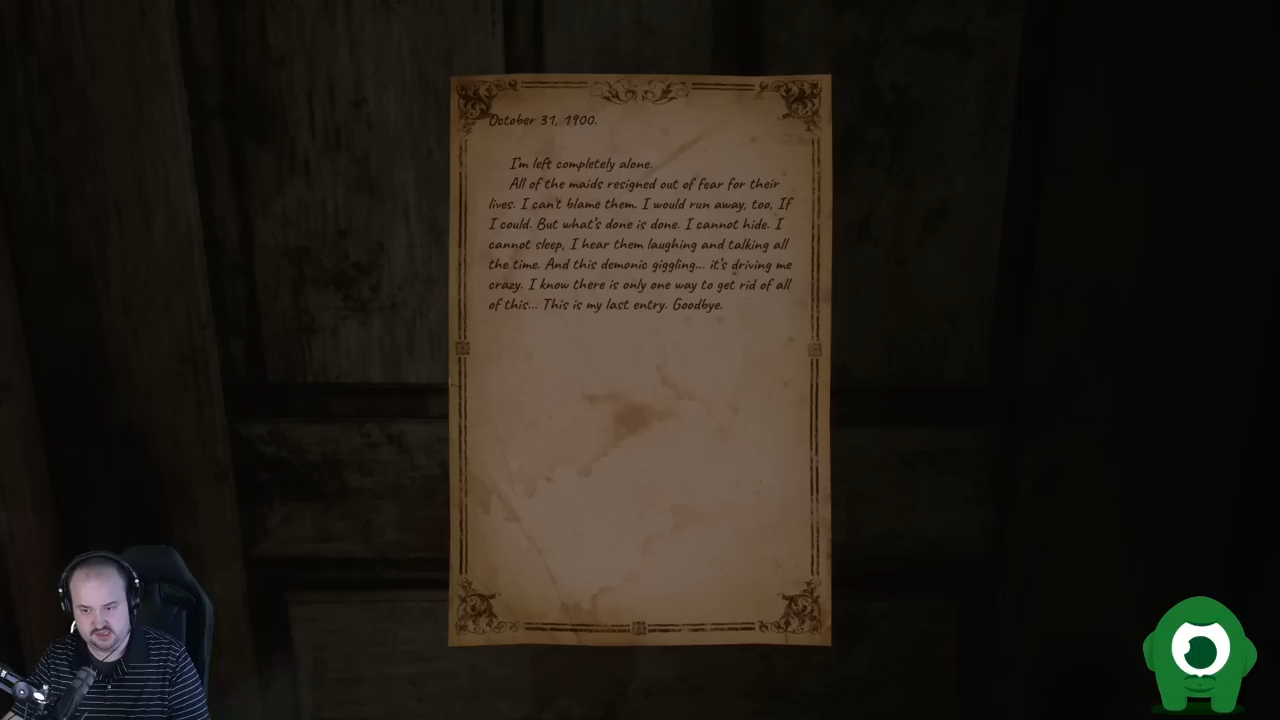 October 31, 1900.
I'm left completely alone.
All of the maids resigned out of fear for their
lives. I can't blame them. I would run away, too, If
I could. But what's done is done. I cannot hide. I
cannot sleep, I hear them laughing and talking all
the time. And this demonic giggling... it's driving me
crazy. I know there is only one way to get rid of all
of this... This is my last entry. Goodbye.